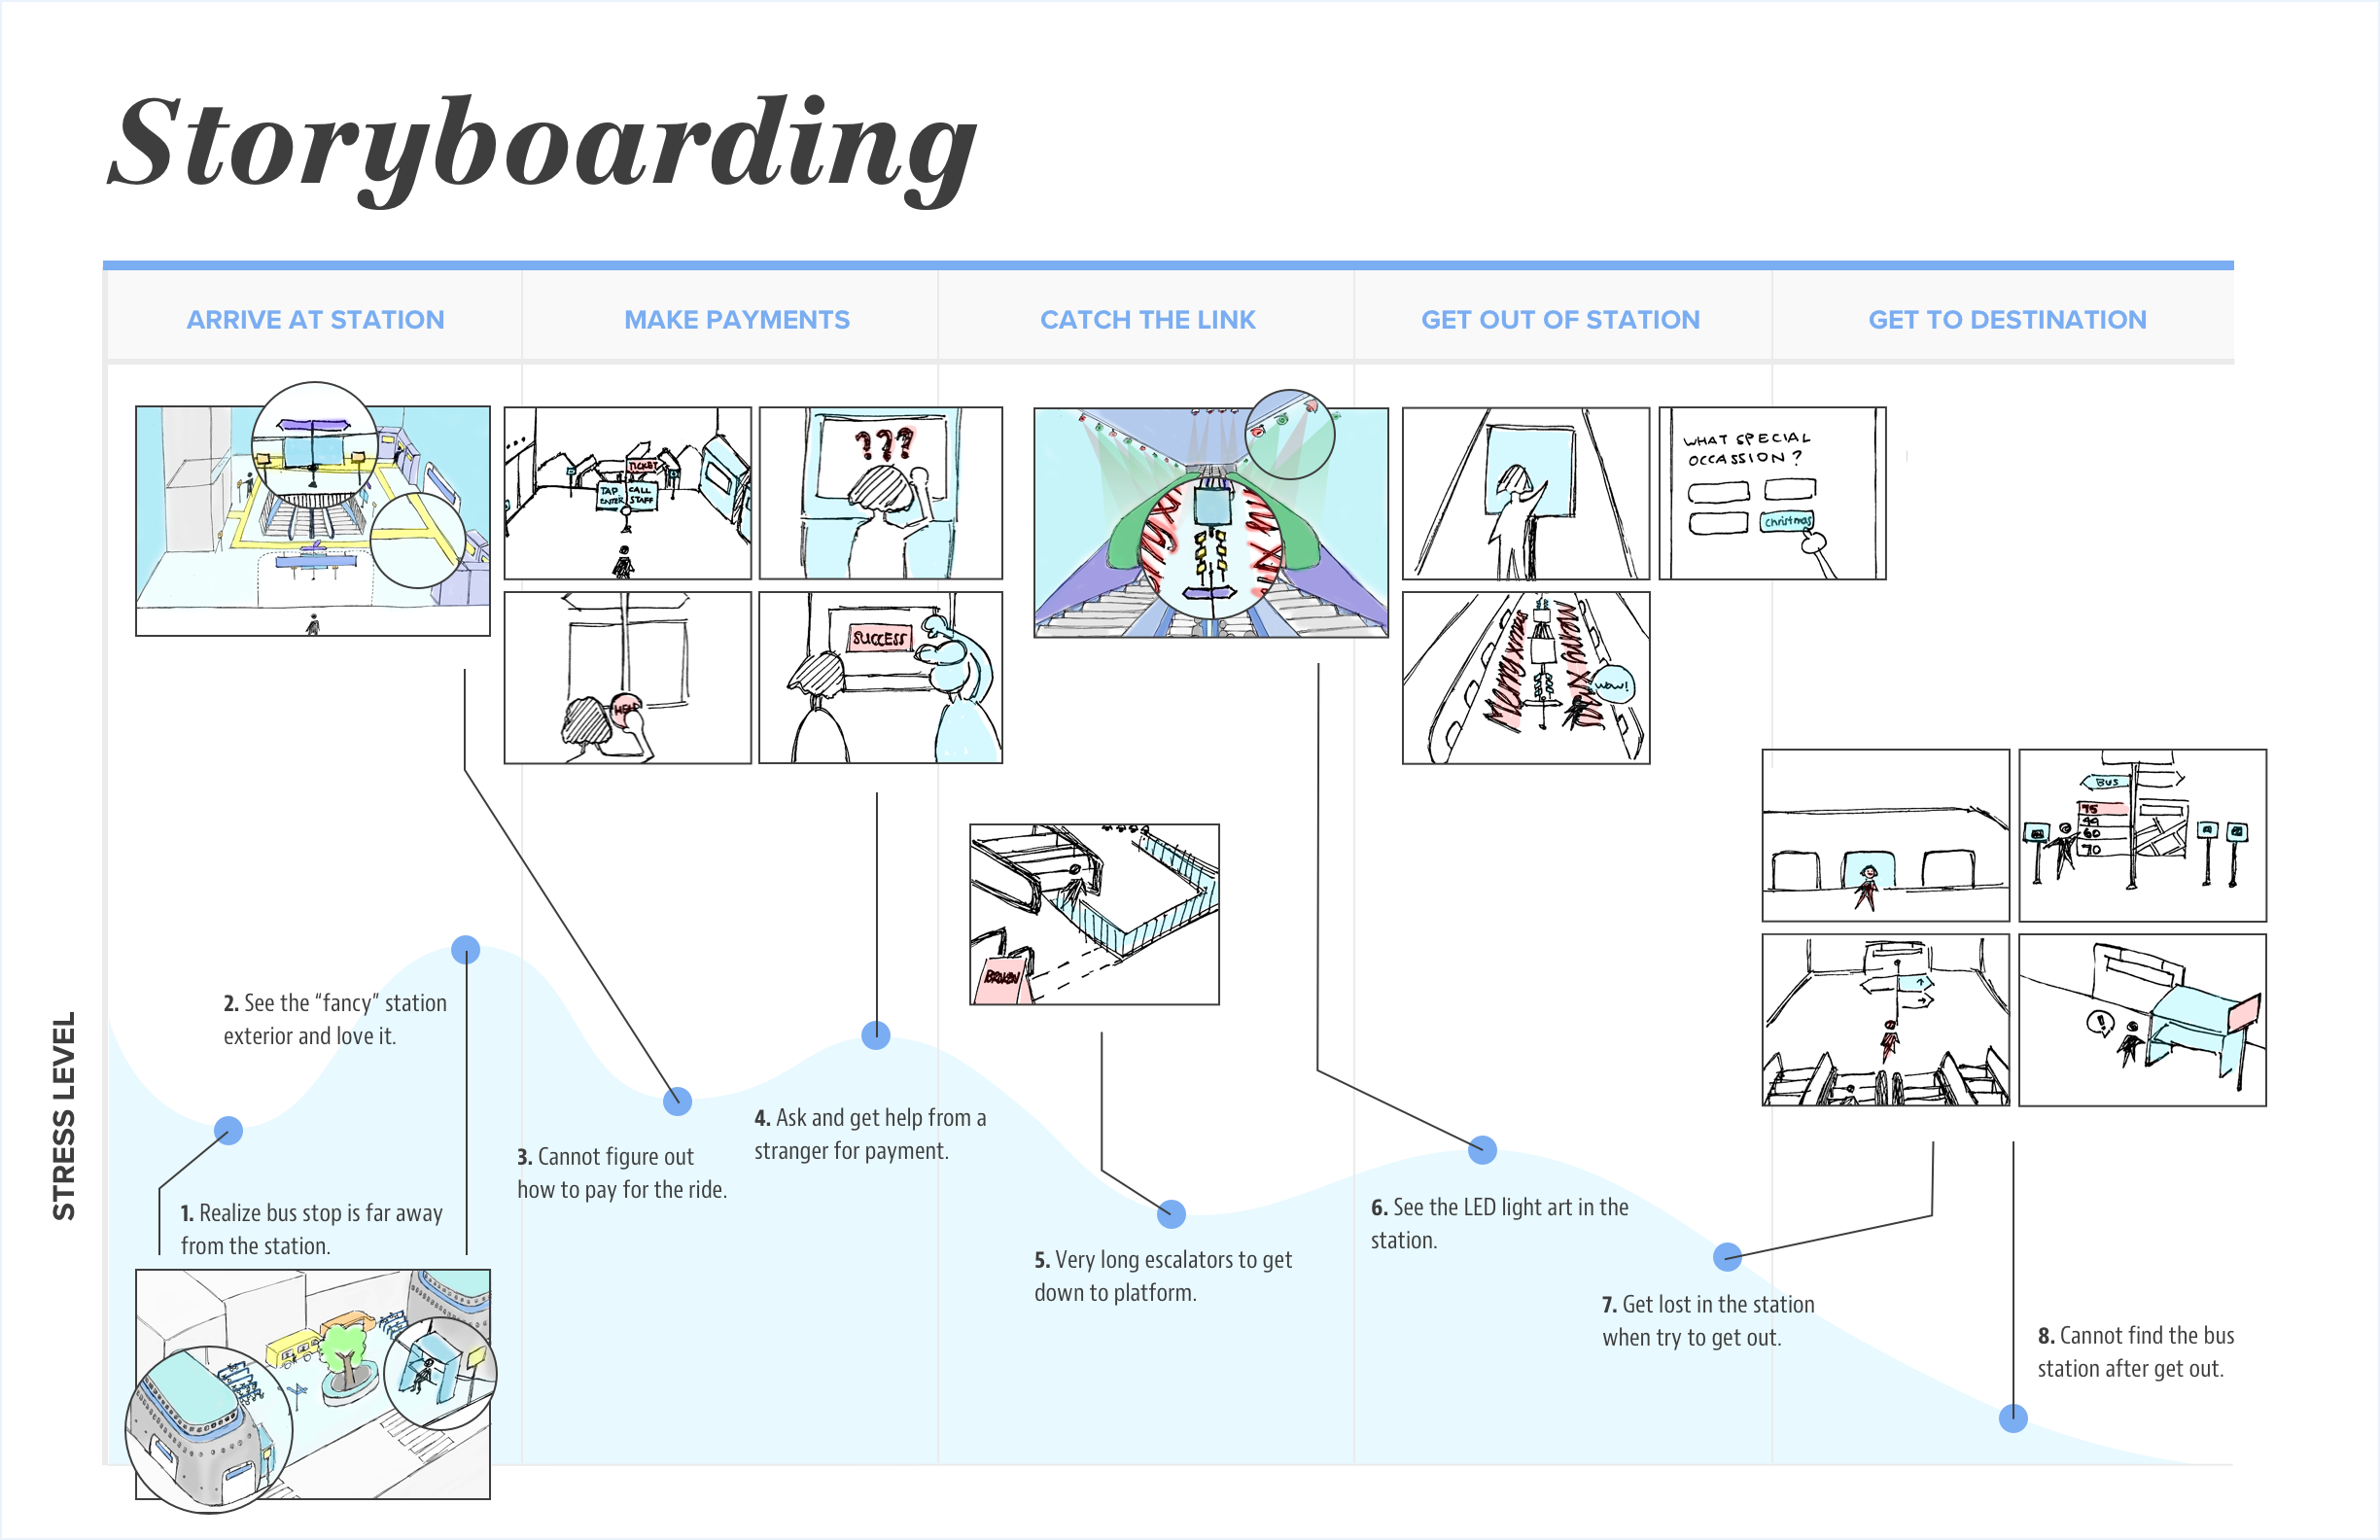 Storyboarding
ARRIVE AT STATION
MAKE PAYMENTS
CATCH THE LINK
GET OUT OF STATION
GET TO DESTINATION
TICKET
TAP ENTER
CALL STAFF
???
HELP
SUCCESS
WHAT SPECIAL
OCCASSION?
christmas
Merry Xmas
Merry Xmas
wow!
BROKEN
BUS
75
44
60
70
!
STRESS LEVEL
2. See the “fancy” station
exterior and love it.
1. Realize bus stop is far away
from the station.
3. Cannot figure out
how to pay for the ride.
4. Ask and get help from a
stranger for payment.
5. Very long escalators to get
down to platform.
6. See the LED light art in the
station.
7. Get lost in the station
when try to get out.
8. Cannot find the bus
station after get out.